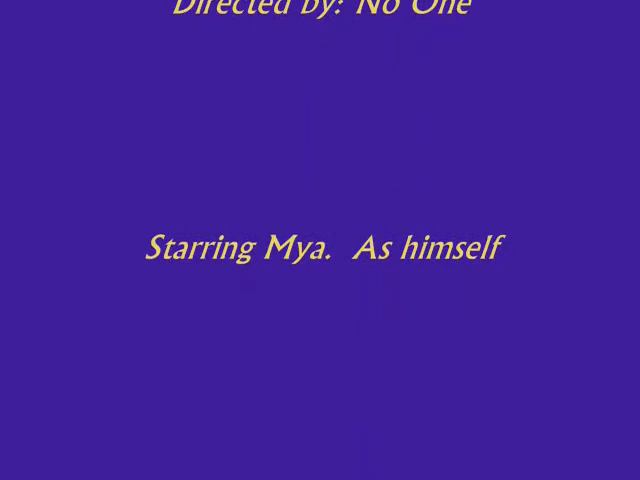 Directed by: No One
Starring Mya.  As himself